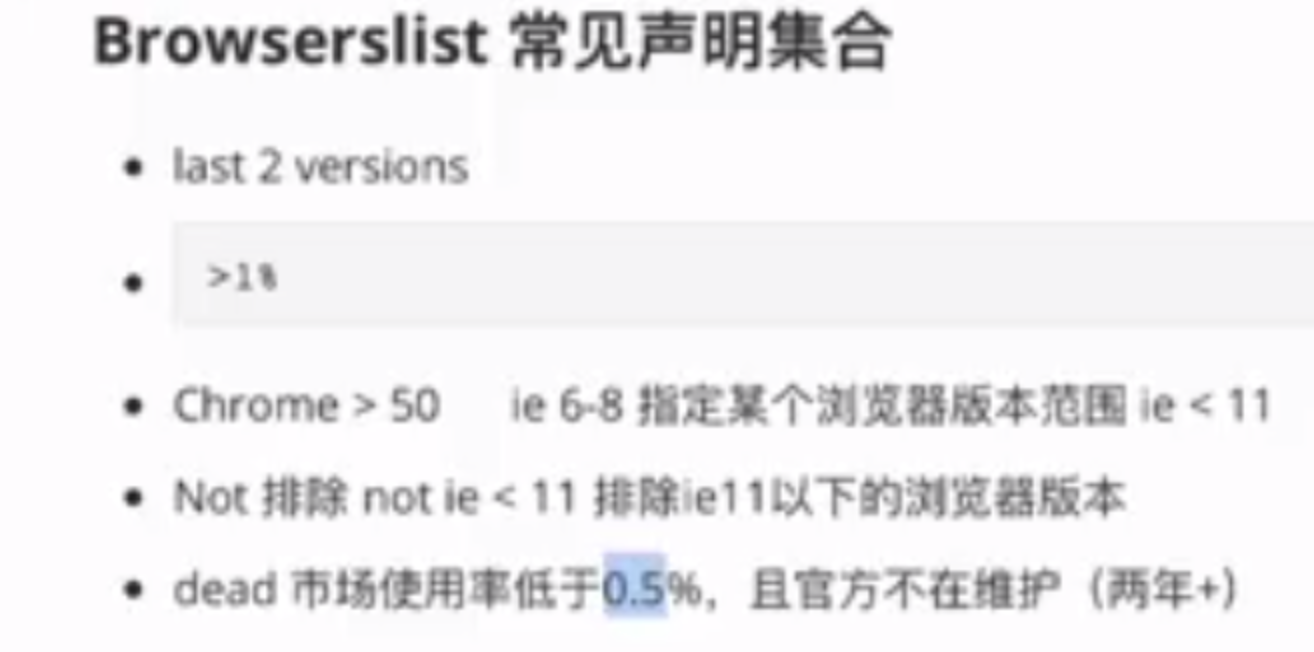 Browserslist 常见声明集合
• last 2 versions
• >1%
• Chrome > 50 ie 6-8 指定某个浏览器版本范围 ie < 11
• Not 排除 not ie < 11 排除ie11以下的浏览器版本
• dead 市场使用率低于0.5%，且官方不在维护（两年+）